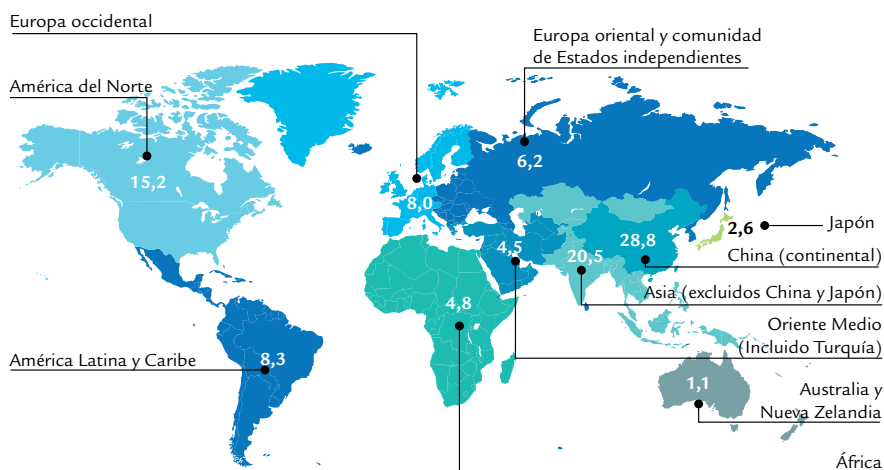 Europa occidental
Europa oriental y comunidad
de Estados independientes
América del Norte
15,2
6,2
8,0
2,6
Japón
4,5
20,5
28,8
China (continental)
4,8
Asia (excluidos China y Japón)
Oriente Medio
(Incluido Turquía)
América Latina y Caribe
8,3
1,1
Australia y
Nueva Zelandia
África